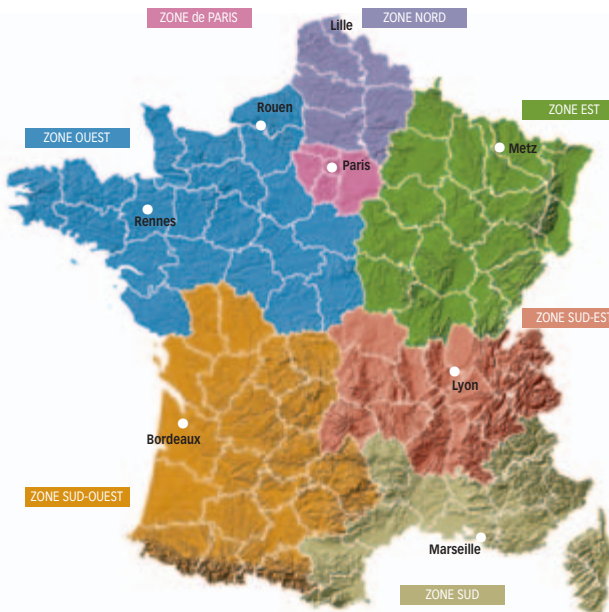 ZONE de PARIS
ZONE NORD
Lille
Rouen
ZONE EST
ZONE OUEST
Metz
Paris
Rennes
ZONE SUD-EST
Lyon
Bordeaux
ZONE SUD-OUEST
Marseille
ZONE SUD